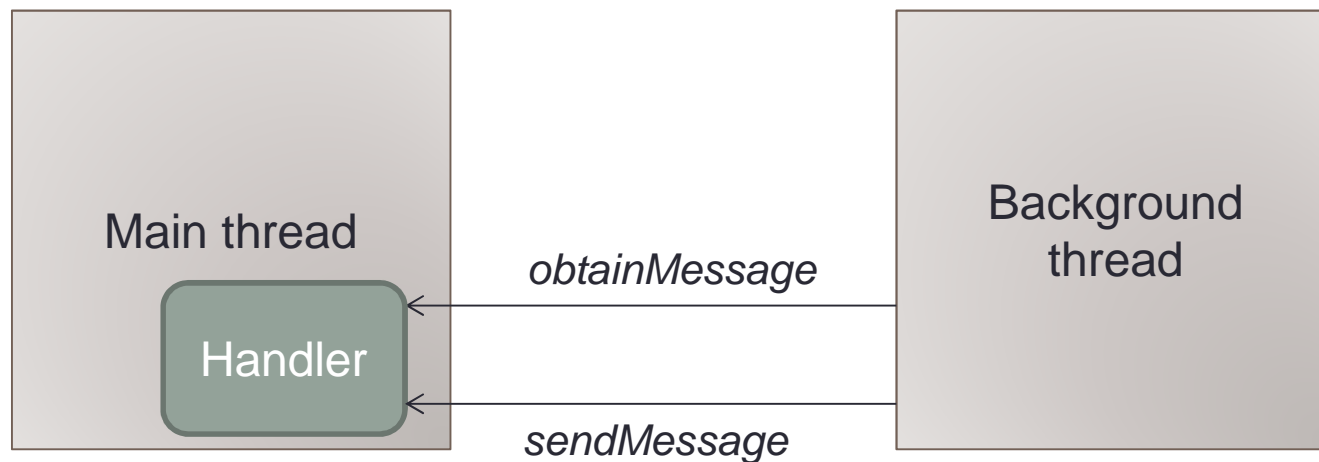 Main thread
Handler
obtainMessage
sendMessage
Background
thread